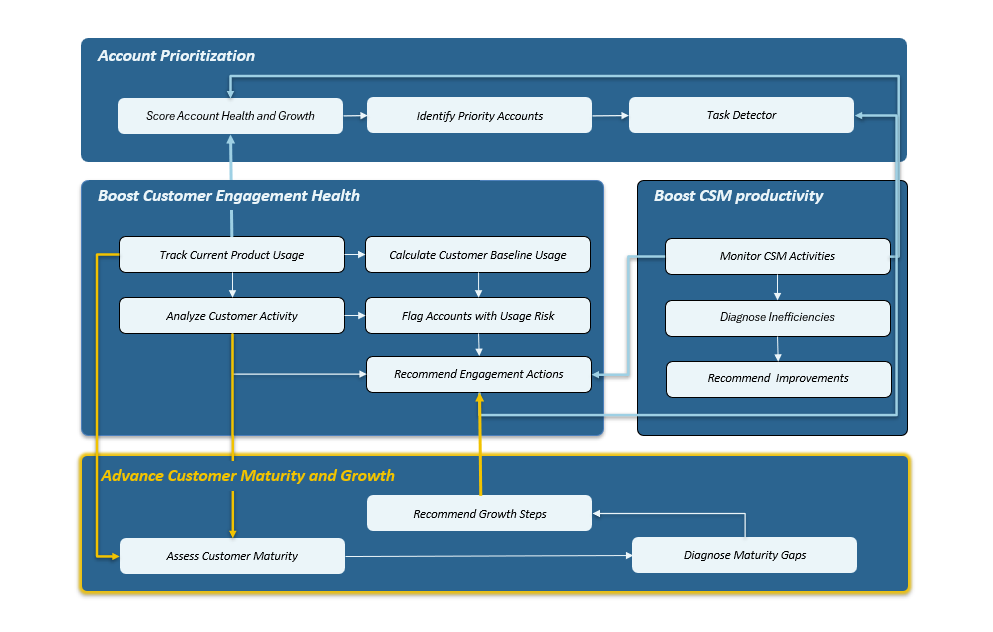 Account Prioritization
Score Account Health and Growth
Identify Priority Accounts
Task Detector
Boost Customer Engagement Health
Track Current Product Usage
Calculate Customer Baseline Usage
Analyze Customer Activity
Flag Accounts with Usage Risk
Recommend Engagement Actions
Boost CSM productivity
Monitor CSM Activities
Diagnose Inefficiencies
Recommend Improvements
Advance Customer Maturity and Growth
Recommend Growth Steps
Assess Customer Maturity
Diagnose Maturity Gaps